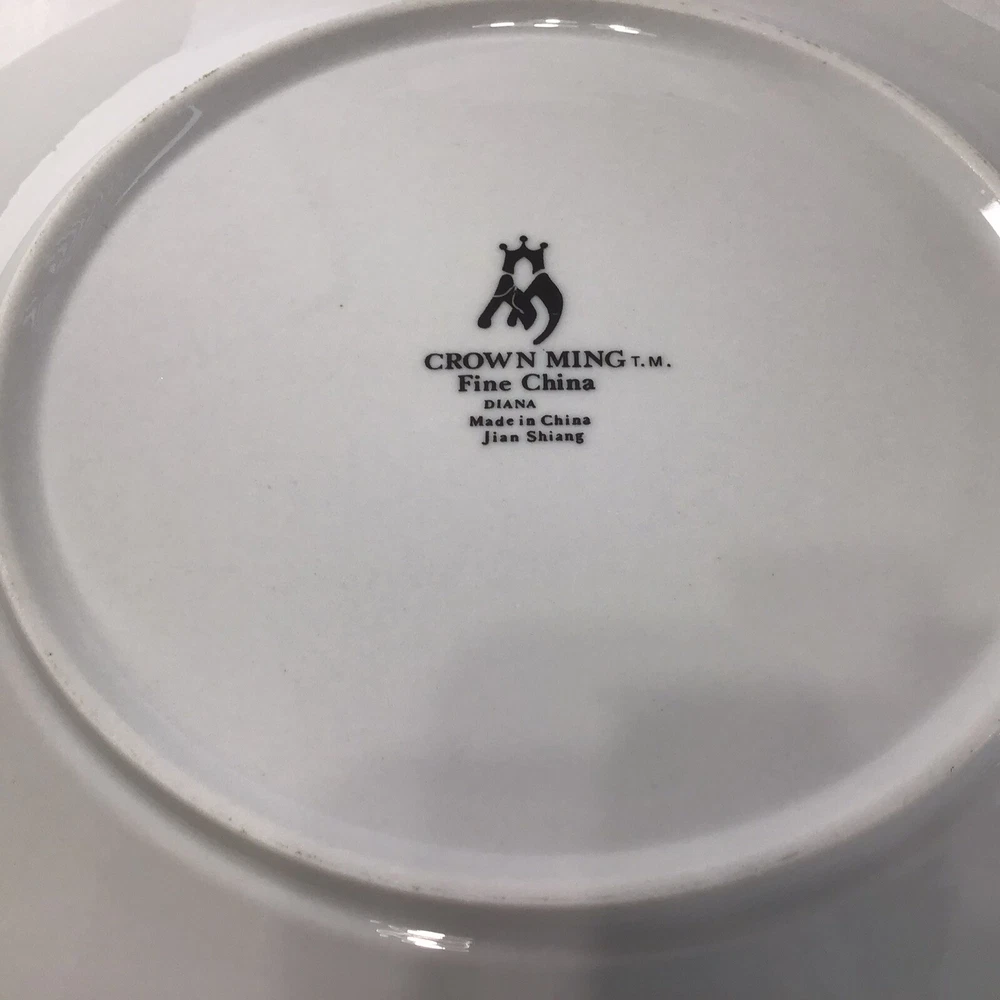 CROWN MING T.M.
Fine China
DIANA
Made in China
Jian Shiang